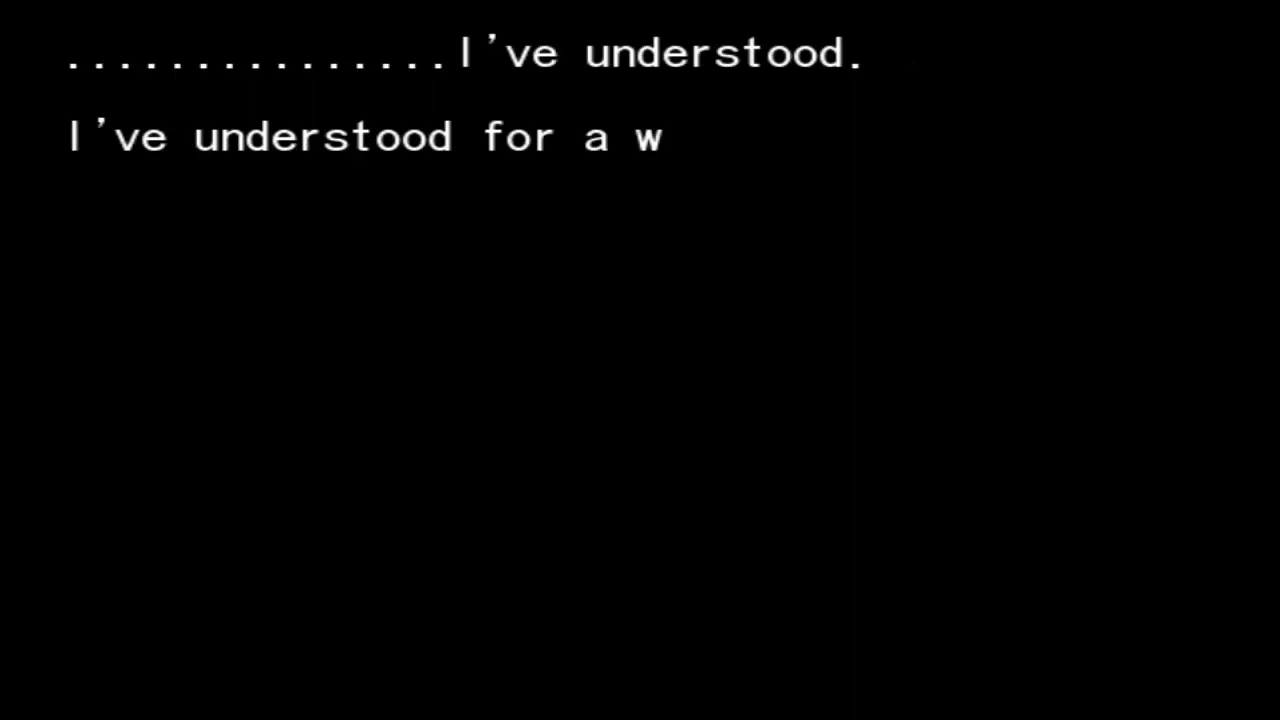 ...............I've understood.
I've understood for a w